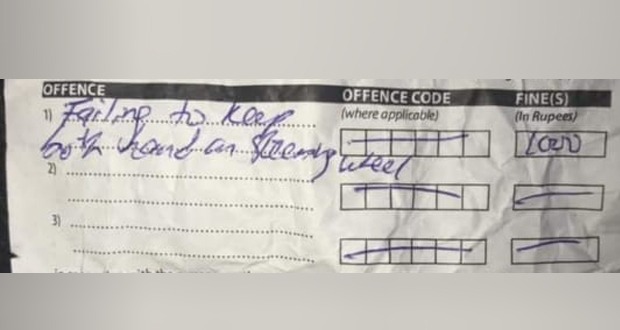 OFFENCE OFFENCE CODE FINE(S)
(where applicable) (In Rupees)
1) Failing to keep
both hand on Steering wheel 1000
2)
3)